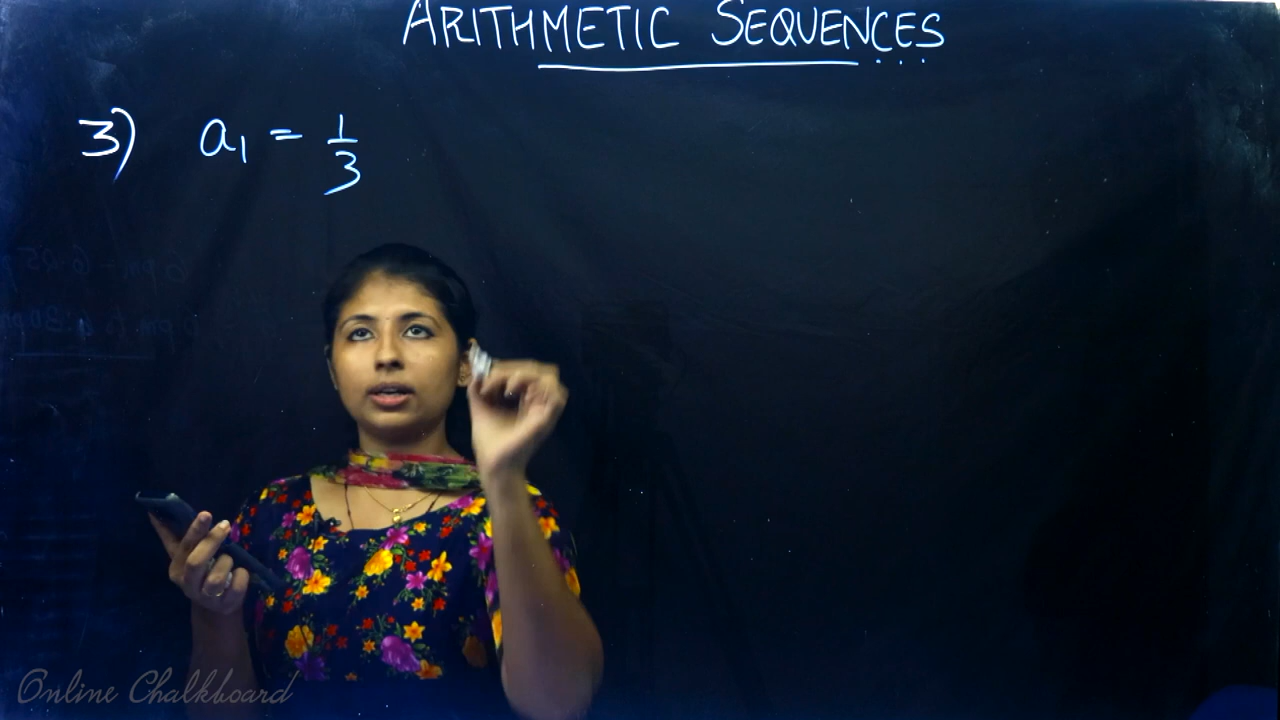 ARITHMETIC SEQUENCES...
3) a₁ = 1/3
Online Chalkboard